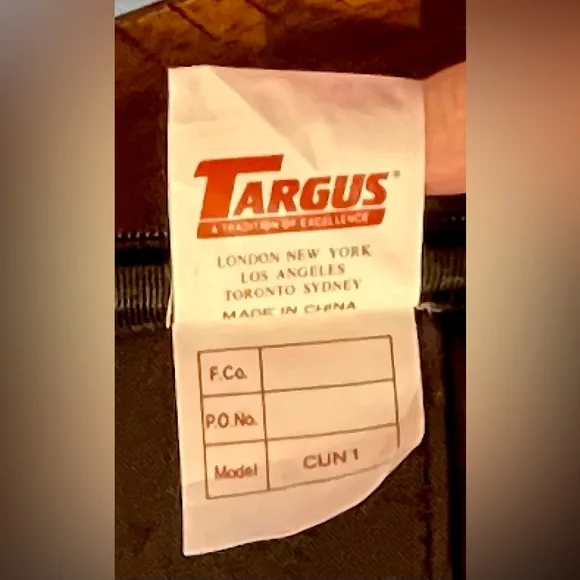 TARGUS®
A TRADITION OF EXCELLENCE
LONDON NEW YORK
LOS ANGELES
TORONTO SYDNEY
MADE IN CHINA
F.Co.
P.O.No.
Model CUN 1